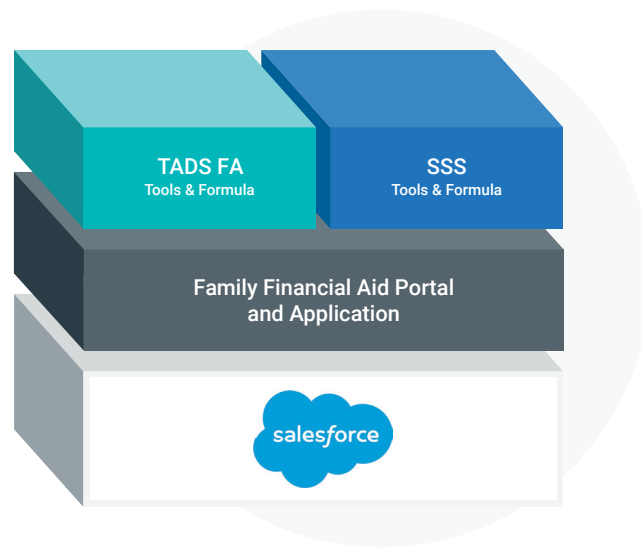 TADS FA
Tools & Formula
SSS
Tools & Formula
Family Financial Aid Portal
and Application
salesforce